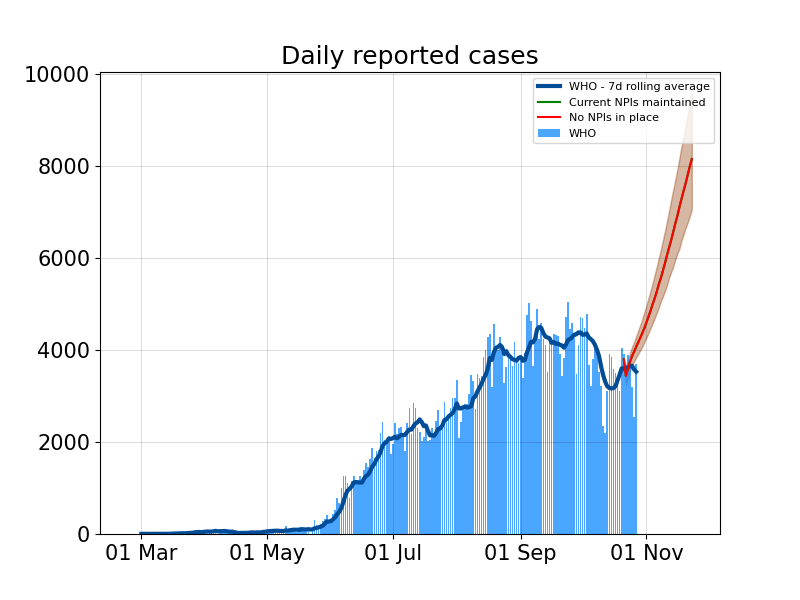 Daily reported cases
10000
8000
6000
4000
2000
0
WHO - 7d rolling average
Current NPIs maintained
No NPIs in place
WHO
01 Mar
01 May
01 Jul
01 Sep
01 Nov